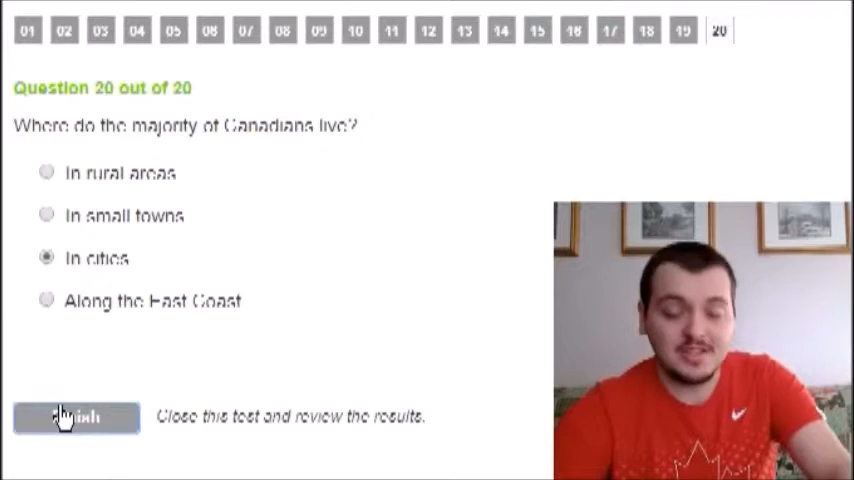 01 02 03 04 05 06 07 08 09 10 11 12 13 14 15 16 17 18 19 20
Question 20 out of 20
Where do the majority of Canadians live?
In rural areas
In small towns
In cities
Along the East Coast
Finish Close this test and review the results.